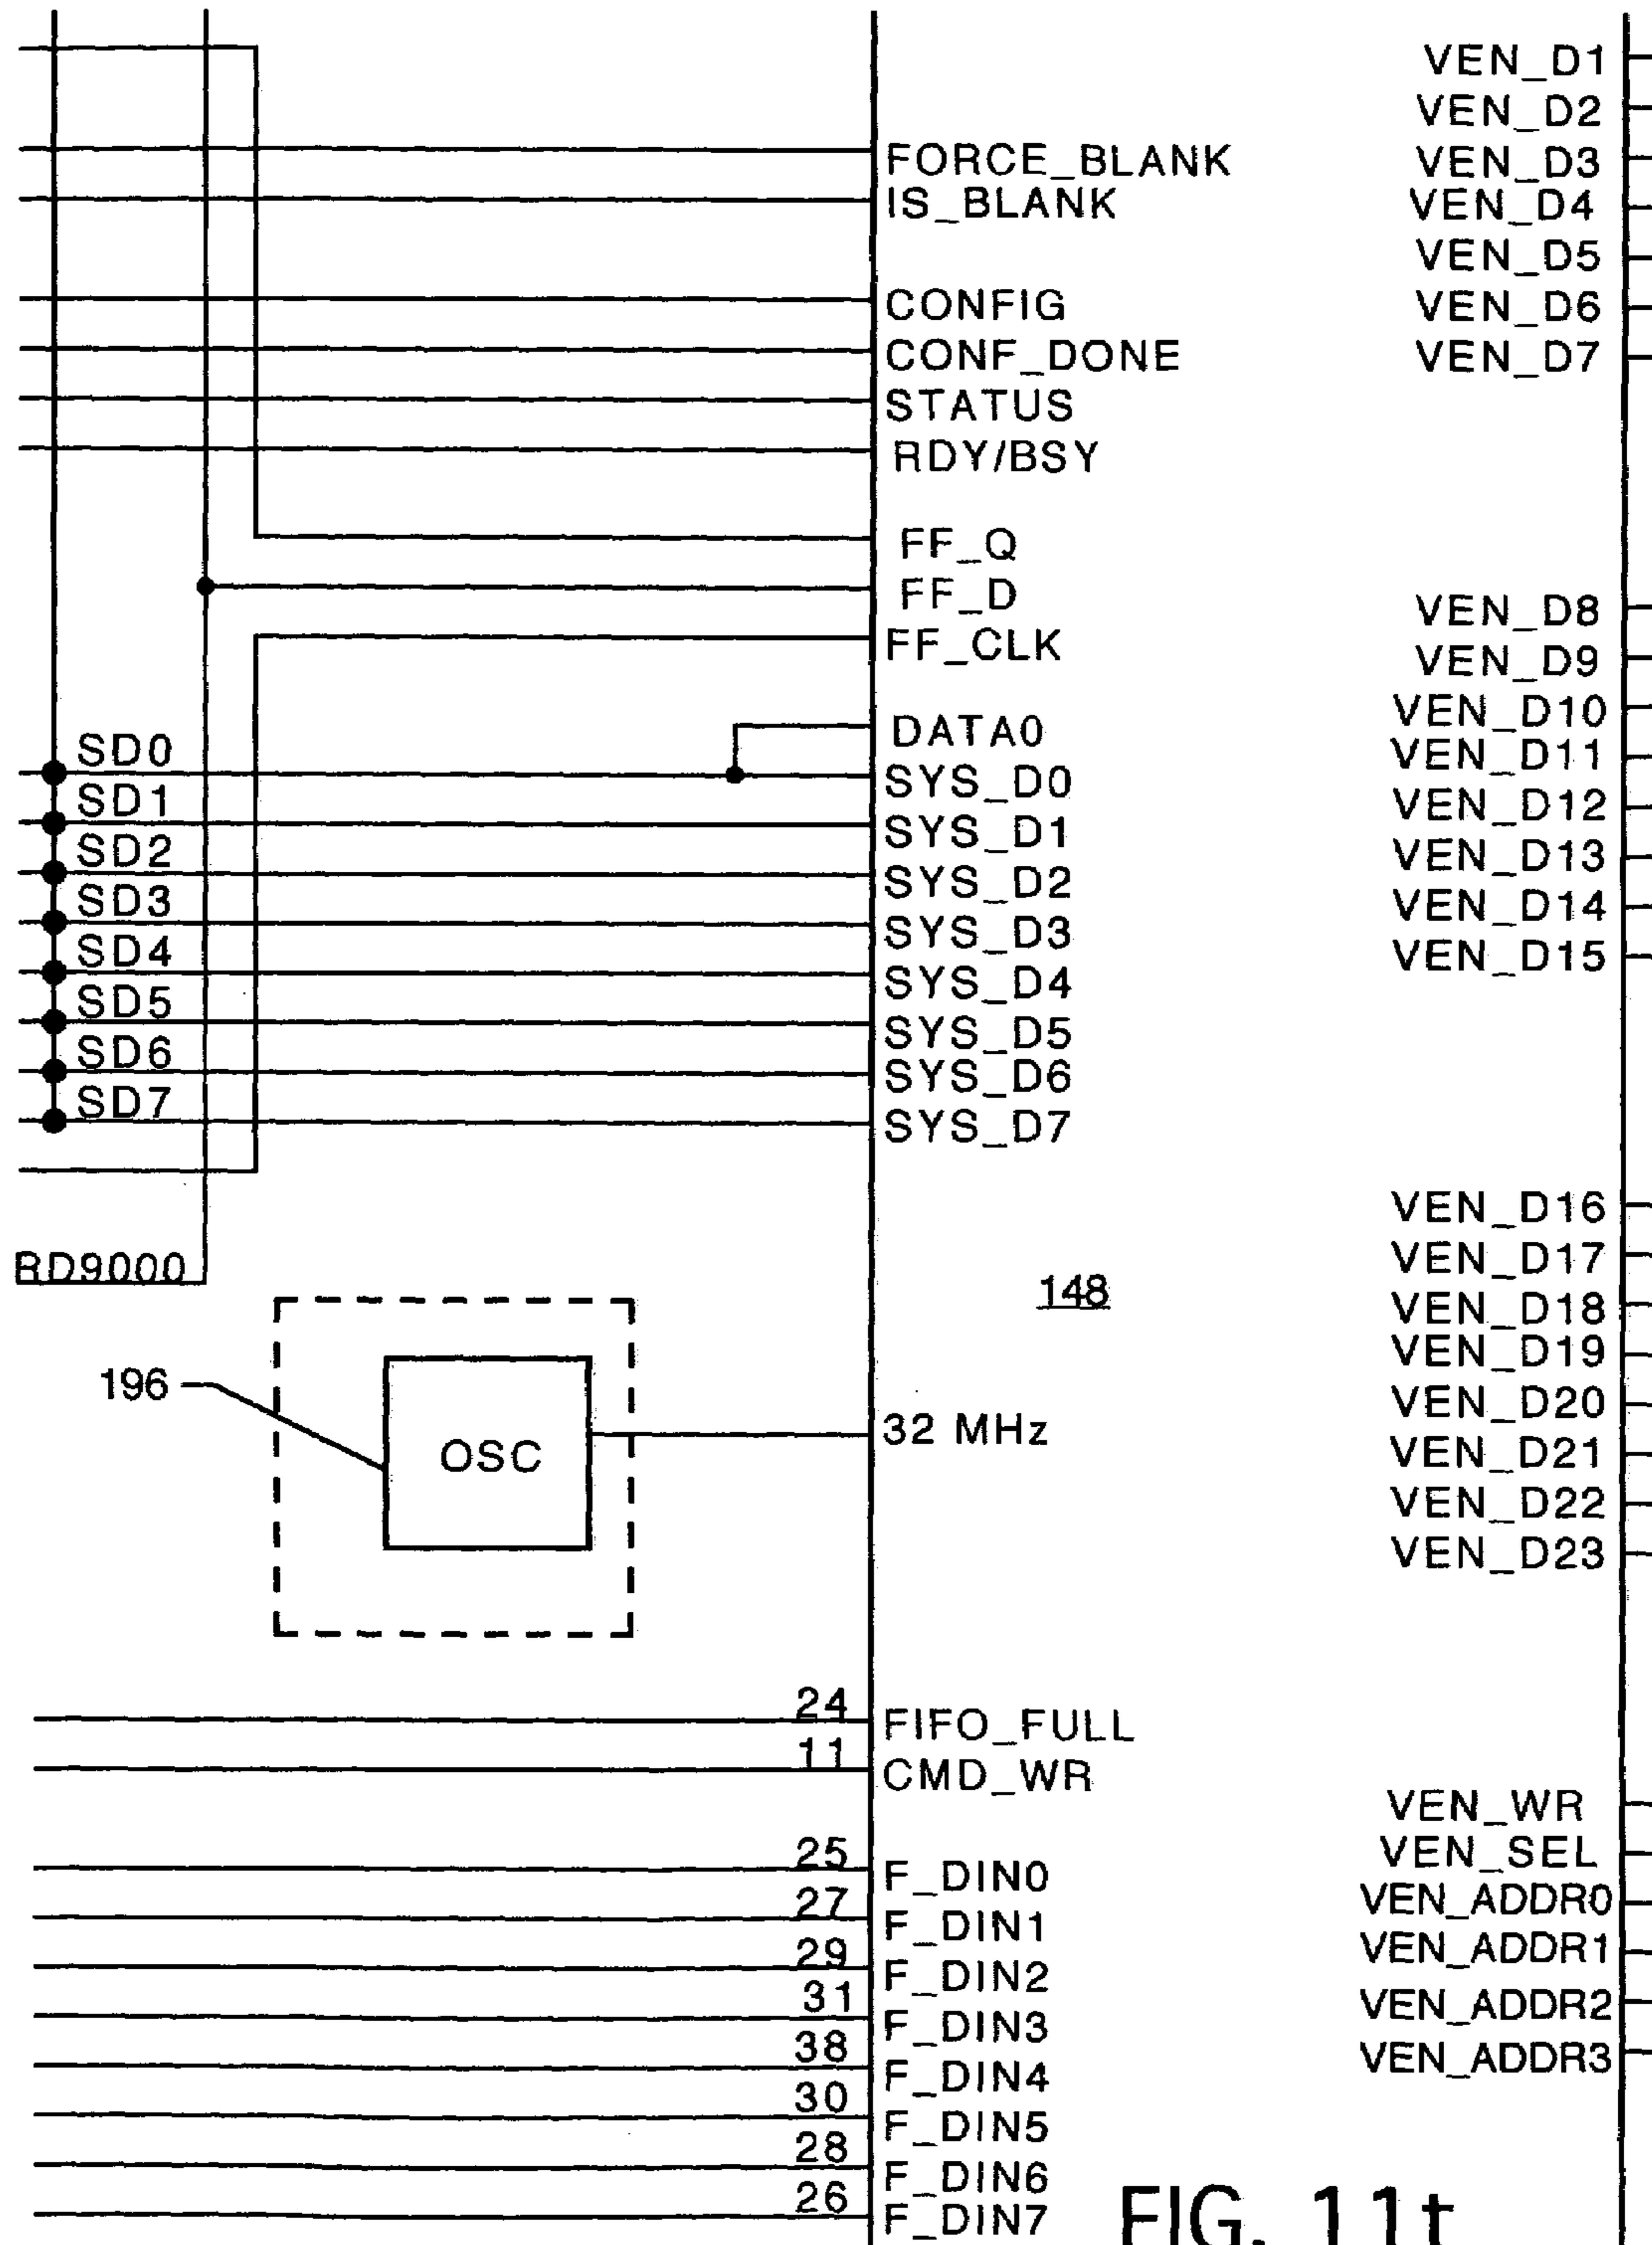 VEN_D1
VEN_D2
FORCE_BLANK
VEN_D3
IS_BLANK
VEN_D4
VEN_D5
CONFIG
VEN_D6
CONF_DONE
VEN_D7
STATUS
RDY/BSY
FF_Q
FF_D
VEN_D8
FF_CLK
VEN_D9
VEN_D10
DATA0
SD0
VEN_D11
SYS_D0
SD1
VEN_D12
SYS_D1
SD2
VEN_D13
SYS_D2
SD3
VEN_D14
SYS_D3
SD4
VEN_D15
SYS_D4
SD5
SYS_D5
SD6
SYS_D6
SD7
SYS_D7
VEN_D16
VEN_D17
RD9000
148
VEN_D18
VEN_D19
196
VEN_D20
32 MHz
OSC
VEN_D21
VEN_D22
VEN_D23
24
FIFO_FULL
11
CMD_WR
VEN_WR
25
VEN_SEL
F_DIN0
27
VEN_ADDR0
F_DIN1
29
VEN_ADDR1
F_DIN2
31
VEN_ADDR2
F_DIN3
38
VEN_ADDR3
F_DIN4
30
F_DIN5
28
F_DIN6
26
F_DIN7
FIG. 11t